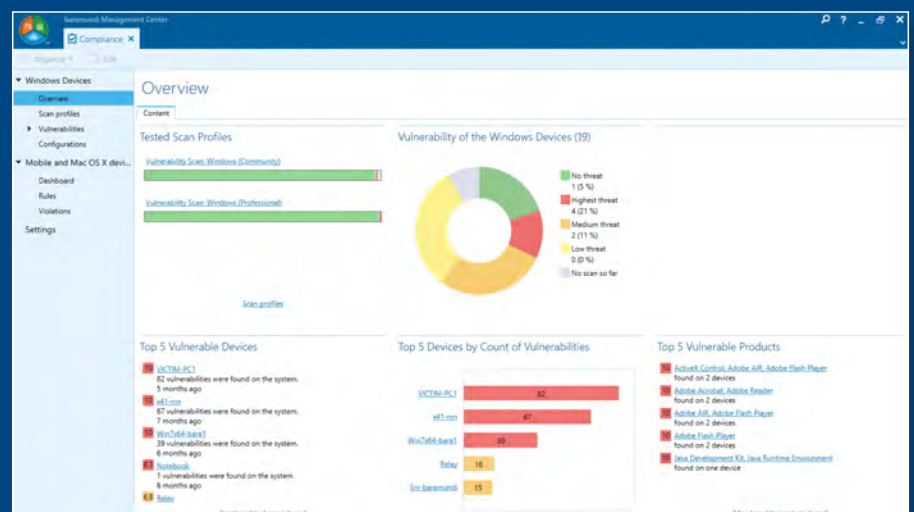 baramundi Management Center
Compliance
Organize
Edit
Windows Devices
Overview
Scan profiles
Vulnerabilities
Configurations
Mobile and Mac OS X devi...
Dashboard
Rules
Violations
Settings
Overview
Content
Tested Scan Profiles
Vulnerability Scan: Windows (Community)
Vulnerability Scan: Windows (Professional)
Scan profiles
Vulnerability of the Windows Devices (19)
No threat
1 (5 %)
Highest threat
4 (21 %)
Medium threat
2 (11 %)
Low threat
0 (0 %)
No scan so far
Top 5 Vulnerable Devices
10 VICTIM-PC1
82 vulnerabilities were found on the system.
5 months ago
10 x41-mn
67 vulnerabilities were found on the system.
7 months ago
10 Win7x64-bara1
39 vulnerabilities were found on the system.
6 months ago
Notebook
1 vulnerabilities were found on the system.
6 months ago
6,8 Relay
Top 5 Devices by Count of Vulnerabilities
VICTIM-PC1 82
x41-mn 67
Win7x64-bara1 39
Relay 16
Srv-baramundi 15
Top 5 Vulnerable Products
10 ActiveX Control, Adobe AIR, Adobe Flash Player
found on 2 devices
10 Adobe Acrobat, Adobe Reader
found on 2 devices
10 Adobe AIR, Adobe Flash Player
found on 2 devices
10 Adobe Flash Player
found on 2 devices
10 Java Development Kit, Java Runtime Environment
found on one device